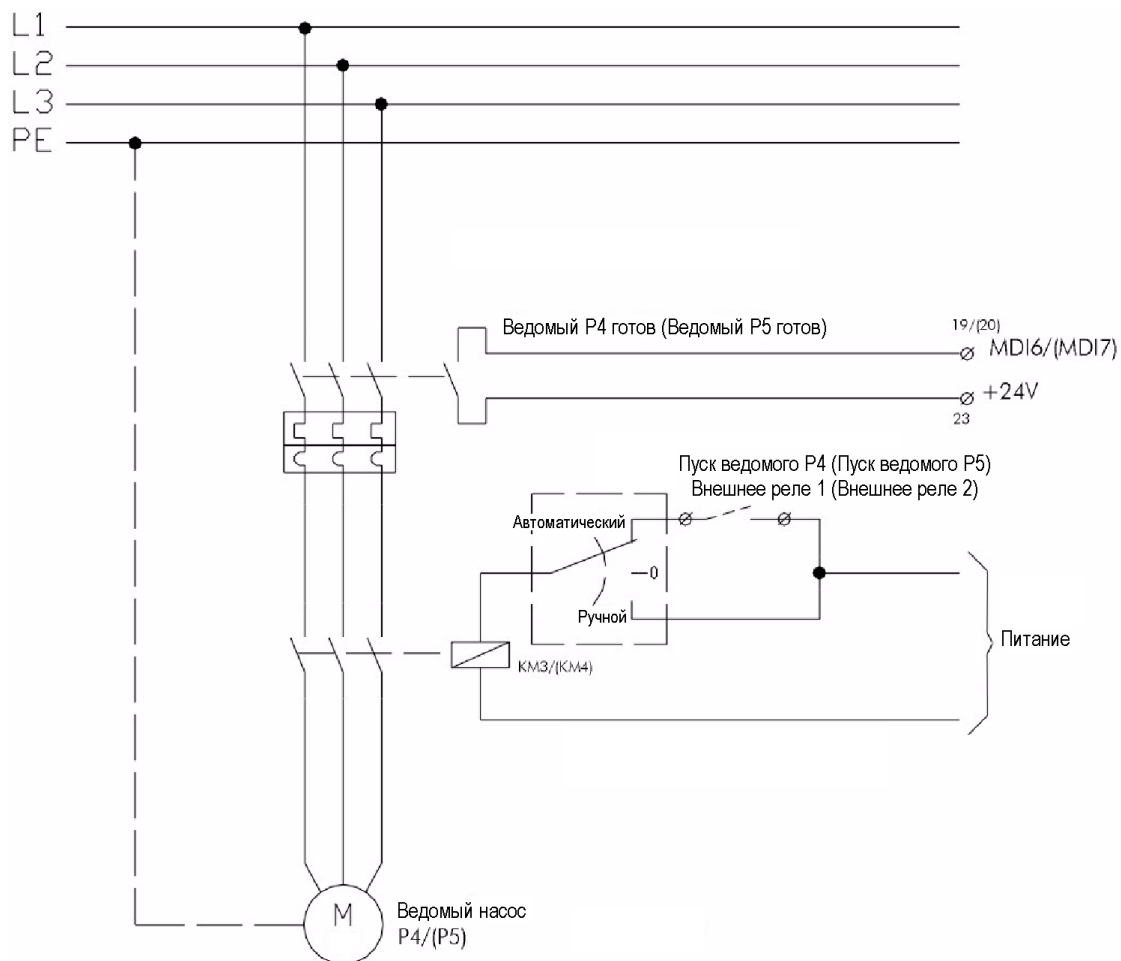 L1
L2
L3
PE
Ведомый P4 готов (Ведомый P5 готов)
19/(20)
MDI6/(MDI7)
+24V
23
Пуск ведомого P4 (Пуск ведомого P5)
Внешнее реле 1 (Внешнее реле 2)
Автоматический
0
Ручной
Питание
KM3/(KM4)
M
Ведомый насос
P4/(P5)